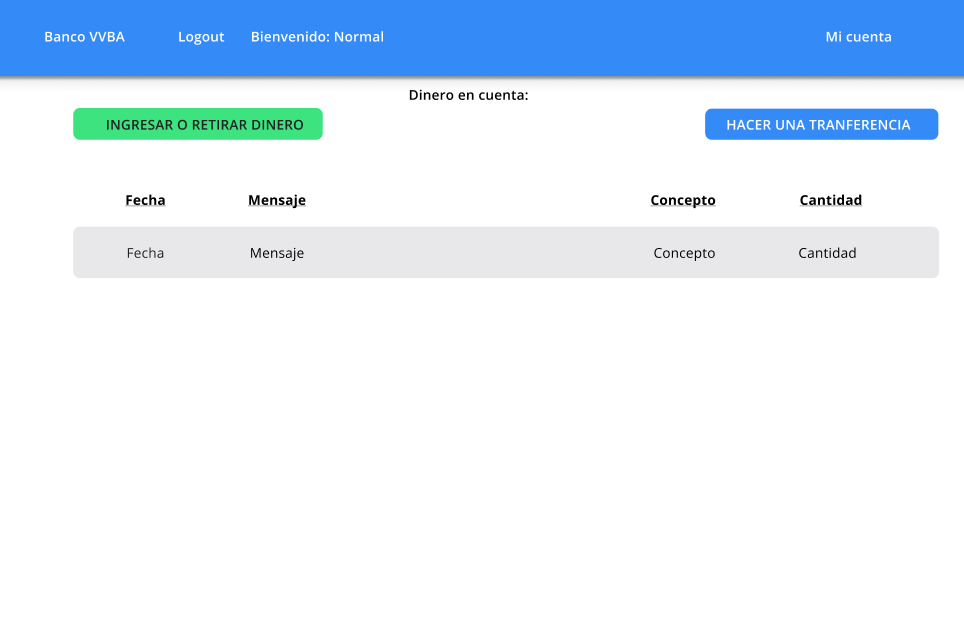 Banco VVBA Logout Bienvenido: Normal Mi cuenta
Dinero en cuenta:
INGRESAR O RETIRAR DINERO HACER UNA TRANFERENCIA
Fecha Mensaje Concepto Cantidad
Fecha Mensaje Concepto Cantidad